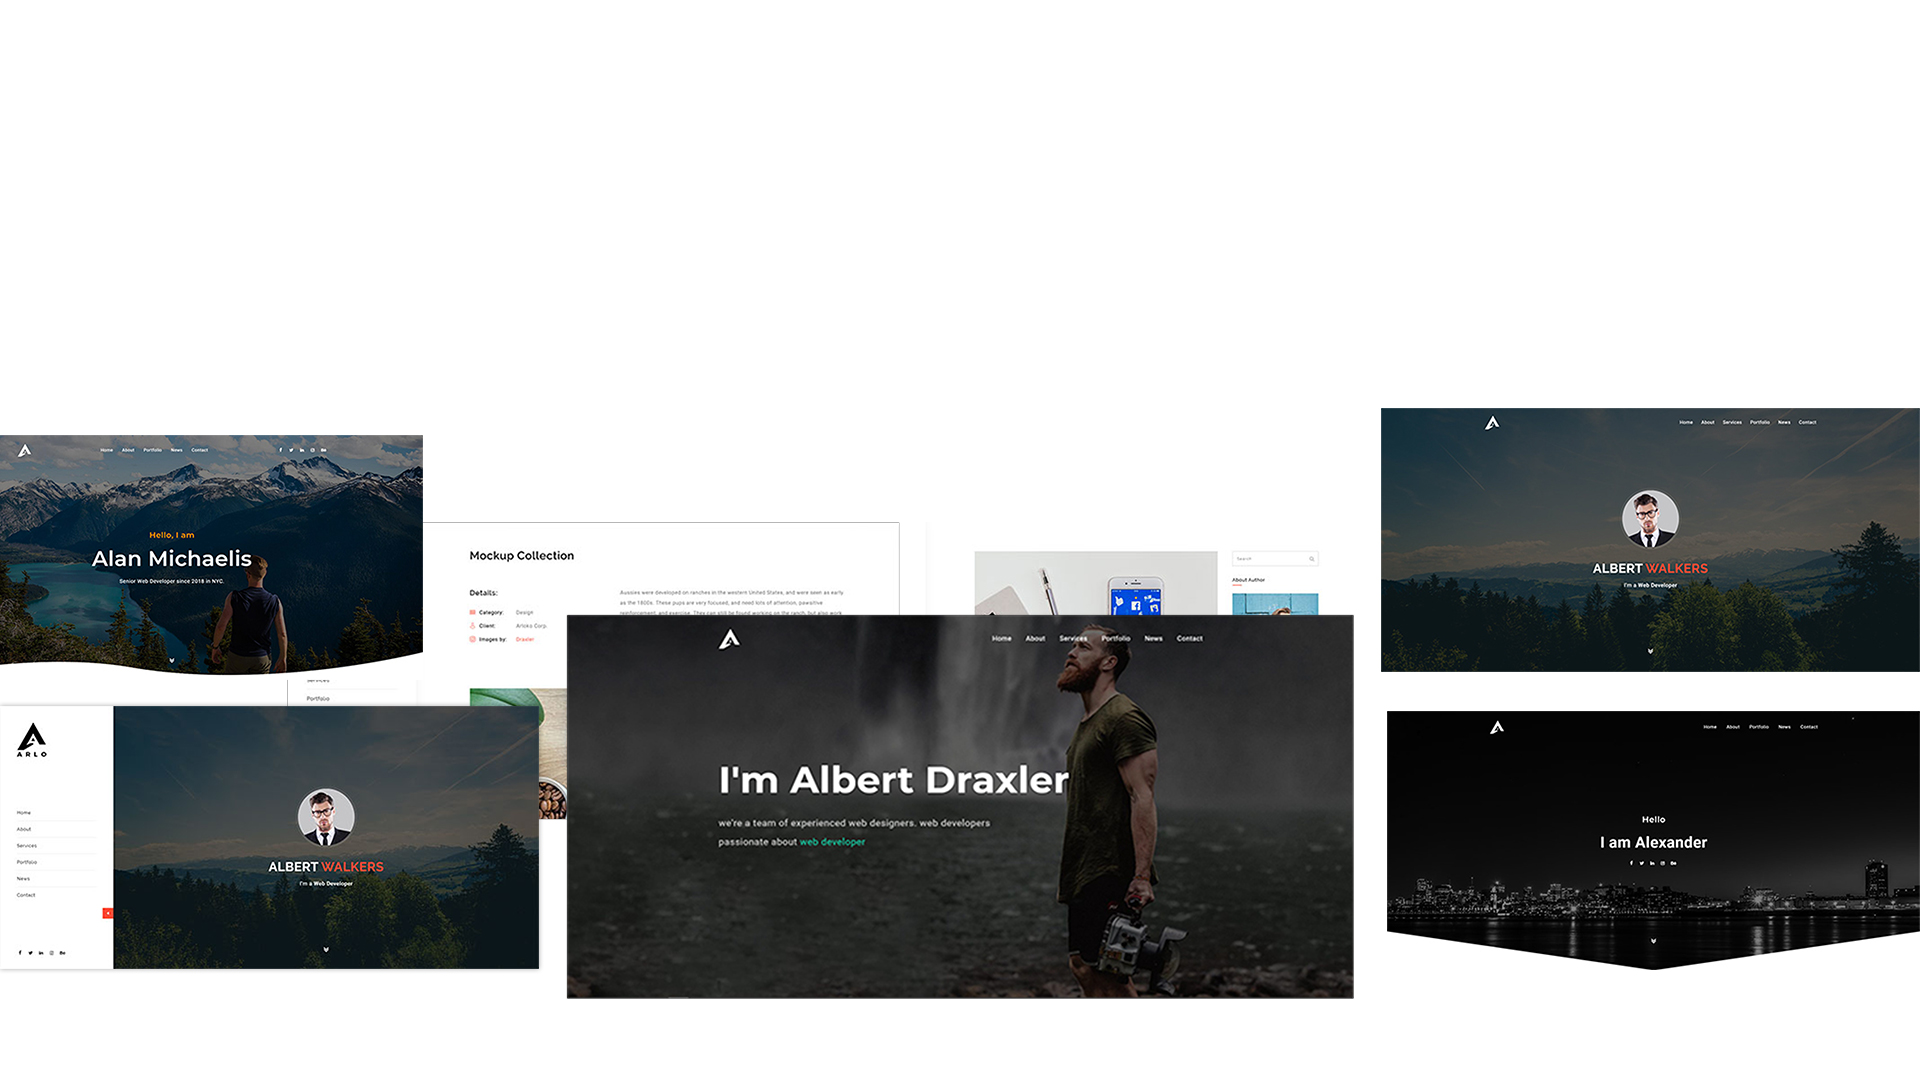 Home About Portfolio News Contact
Hello, I am
Alan Michaelis
Senior Web Developer since 2018 in NYC.
Mockup Collection
Details:
Category: Design
Client: Arloko Corp.
Images by: Draxler
Aussies were developed on ranches in the western United States, and were seen as early
as the 1800s. These pups are very focused, and need lots of attention, pawsitive
reinforcement, and exercise. They can still be found working on the ranch, but also work
Search
About Author
Home About Services Portfolio News Contact
ALBERT WALKERS
I'm a Web Developer
Services
Portfolio
ARLO
Home
About
Services
Portfolio
News
Contact
ALBERT WALKERS
I'm a Web Developer
Home About Services Portfolio News Contact
I'm Albert Draxler
we're a team of experienced web designers. web developers
passionate about web developer
Home About Portfolio News Contact
Hello
I am Alexander